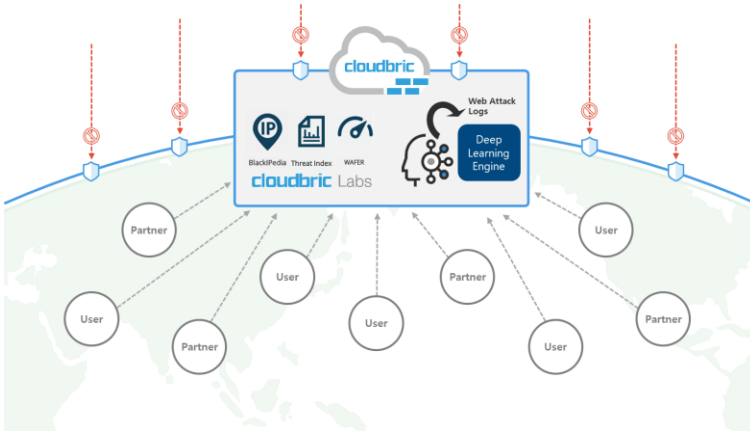 cloudbric
Web Attack
Logs
IP
Deep
Learning
Engine
BlackIPedia Threat Index WAFER
cloudbric Labs
Partner
User
User
Partner
User
Partner
User
Partner
User